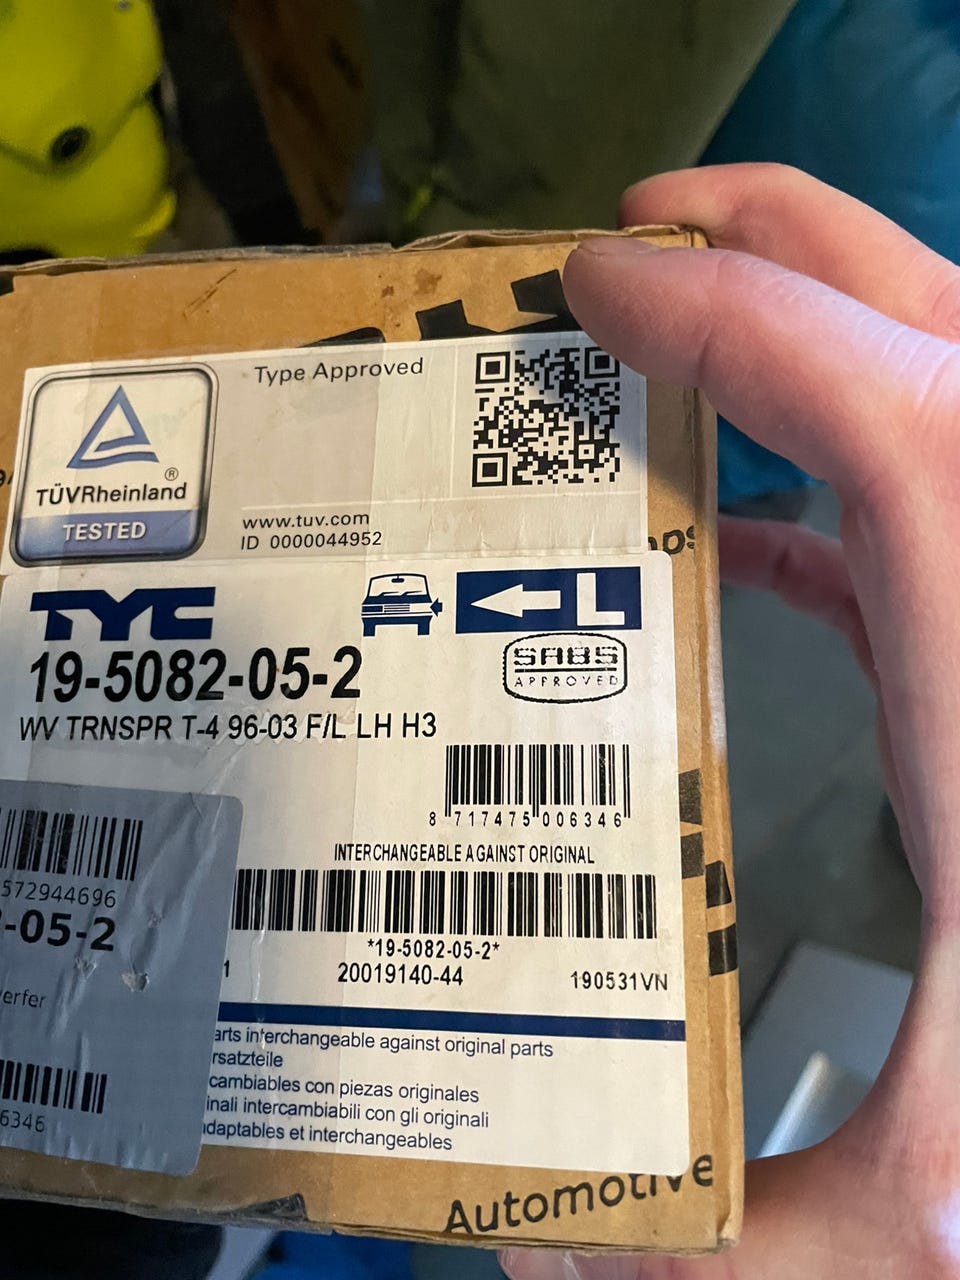 Type Approved
TÜVRheinland®
TESTED
www.tuv.com
ID 0000044952
TYC
L
19-5082-05-2
SABS
APPROVED
WV TRNSPR T-4 96-03 F/L LH H3
8 717475 006346
INTERCHANGEABLE AGAINST ORIGINAL
572944696
-05-2
*19-5082-05-2*
1 20019140-44 190531VN
erfer
arts interchangeable against original parts
rsatzteile
cambiables con piezas originales
inali intercambiabili con gli originali
daptables et interchangeables
6346
Automotive